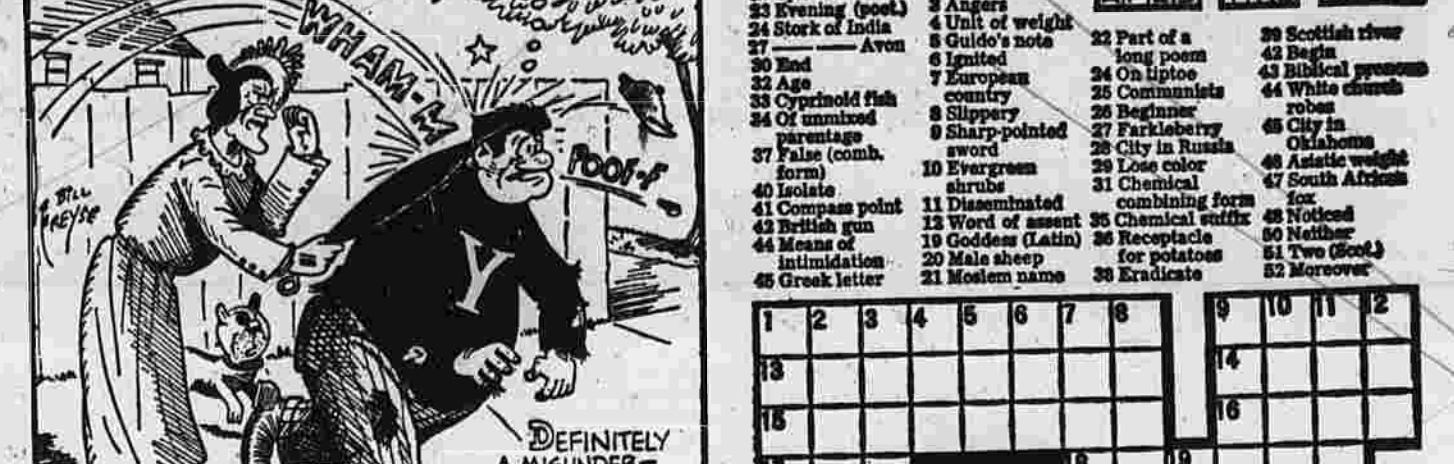 WHAM-M
POOF-F
BILL
FREYSE
Y
DEFINITELY
A MISUNDER-
23 Evening (poet.)
24 Stork of India
27 — — Avon
30 End
32 Age
33 Cyprinoid fish
34 Of unmixed
parentage
37 False (comb.
form)
40 Isolate
41 Compass point
42 British gun
44 Means of
intimidation
45 Greek letter
3 Angers
4 Unit of weight
5 Guido's note
6 Ignited
7 European
country
8 Slippery
9 Sharp-pointed
sword
10 Evergreen
shrubs
11 Disseminated
12 Word of assent
19 Goddess (Latin)
20 Male sheep
21 Moslem name
22 Part of a
long poem
24 On tiptoe
25 Communists
26 Beginner
27 Farkleberry
28 City in Russia
29 Lose color
31 Chemical
combining form
35 Chemical suffix
36 Receptacle
for potatoes
38 Eradicate
39 Scottish river
42 Begin
43 Biblical pronoun
44 White church
robes
45 City in
Oklahoma
46 Asiatic weight
47 South African
fox
48 Noticed
50 Neither
51 Two (Scot.)
52 Moreover
1 2 3 4 5 6 7 8 9 10 11 12
13 14
15 16
18 19